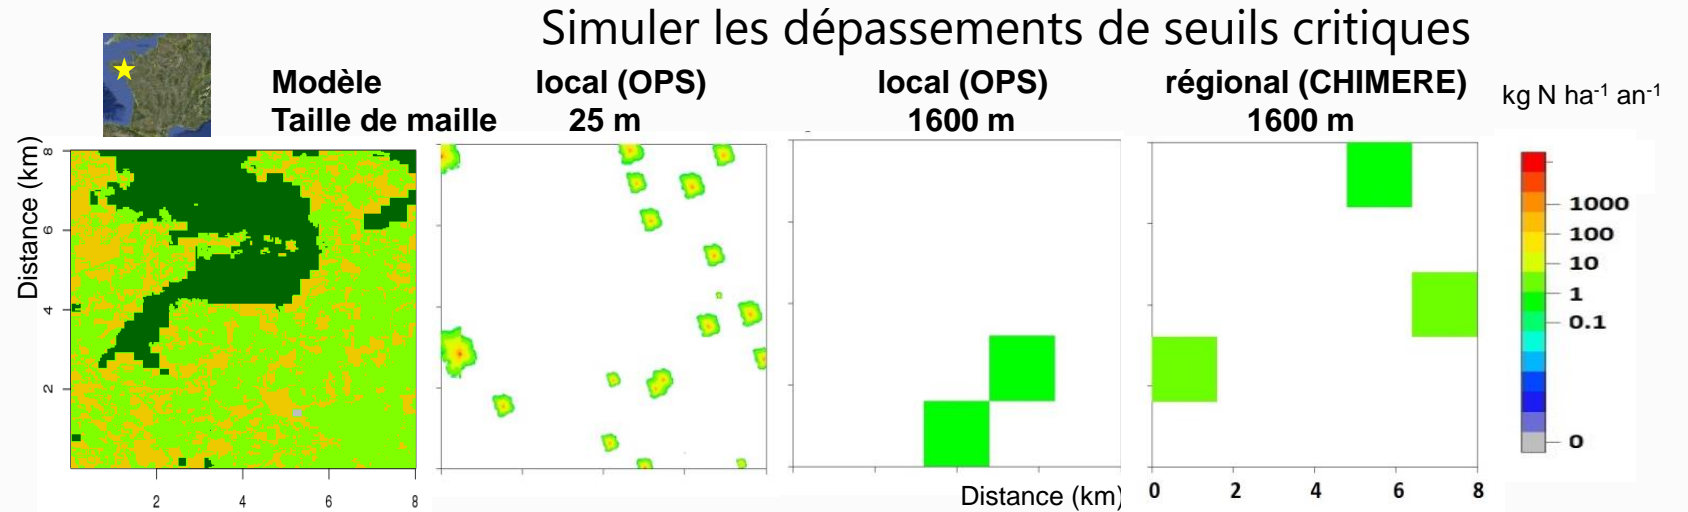 Simuler les dépassements de seuils critiques
Modèle local (OPS) local (OPS) régional (CHIMERE)
Taille de maille 25 m 1600 m 1600 m
kg N ha⁻¹ an⁻¹
Distance (km)
8
6
4
2
2 4 6 8
Distance (km)
0 2 4 6 8
1000
100
10
1
0.1
0